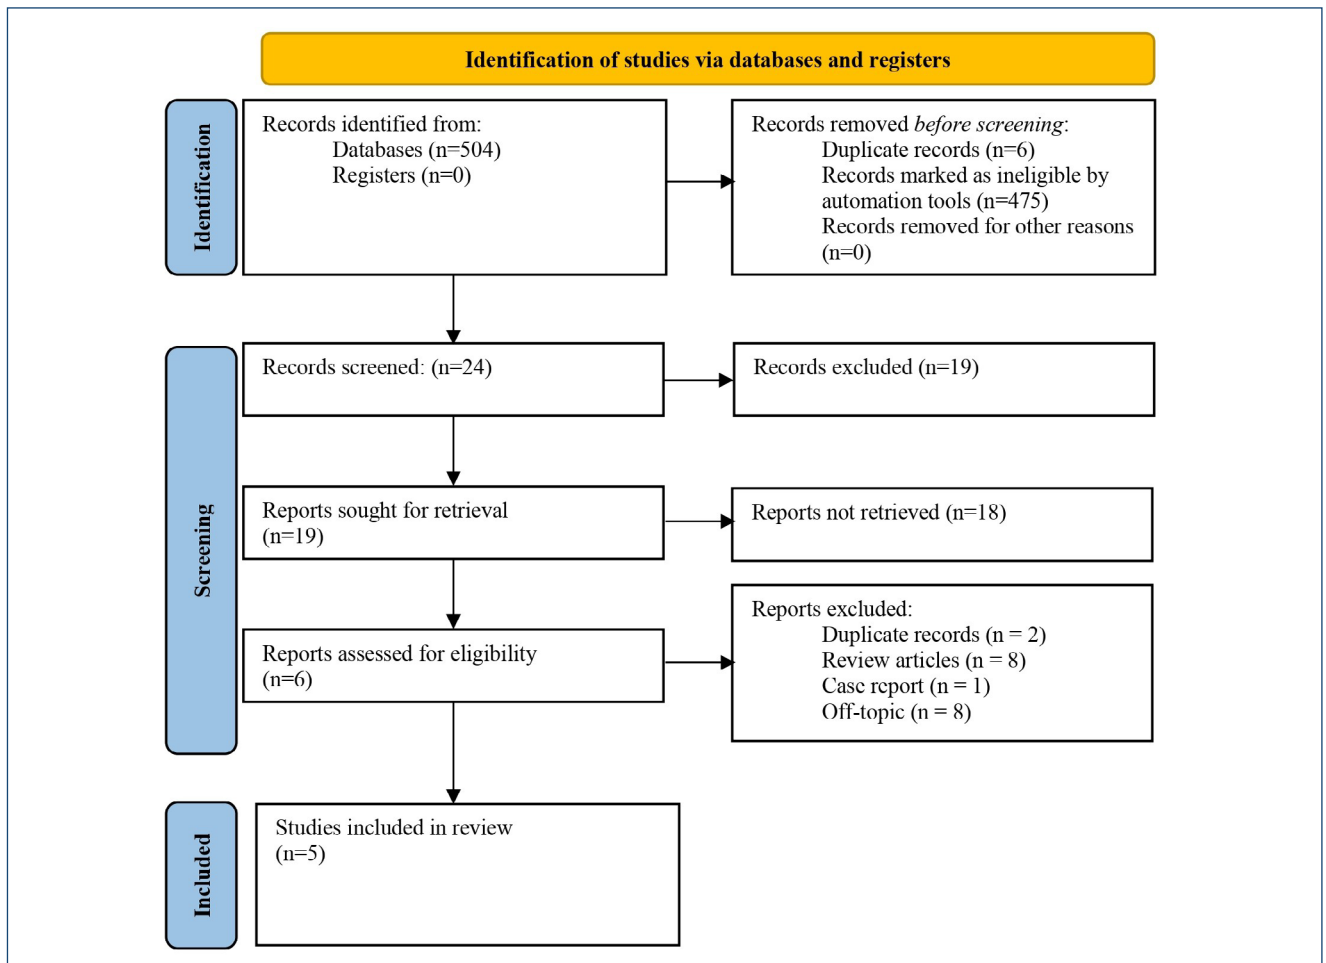 Identification of studies via databases and registers
Identification
Records identified from:
Databases (n=504)
Registers (n=0)
Records removed before screening:
Duplicate records (n=6)
Records marked as ineligible by
automation tools (n=475)
Records removed for other reasons
(n=0)
Screening
Records screened: (n=24)
Records excluded (n=19)
Reports sought for retrieval
(n=19)
Reports not retrieved (n=18)
Reports assessed for eligibility
(n=6)
Reports excluded:
Duplicate records (n = 2)
Review articles (n = 8)
Case report (n = 1)
Off-topic (n = 8)
Included
Studies included in review
(n=5)